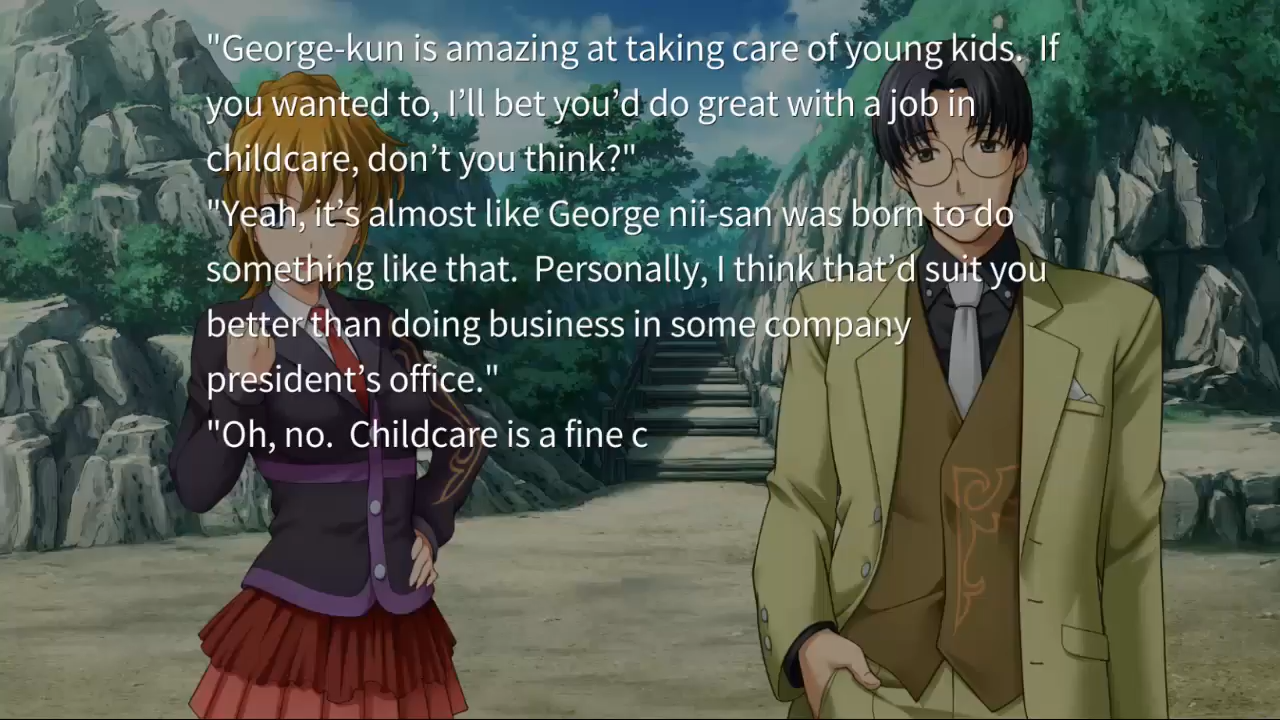 "George-kun is amazing at taking care of young kids.  If
you wanted to, I’ll bet you’d do great with a job in
childcare, don’t you think?"
"Yeah, it’s almost like George nii-san was born to do
something like that.  Personally, I think that’d suit you
better than doing business in some company
president’s office."
"Oh, no.  Childcare is a fine c